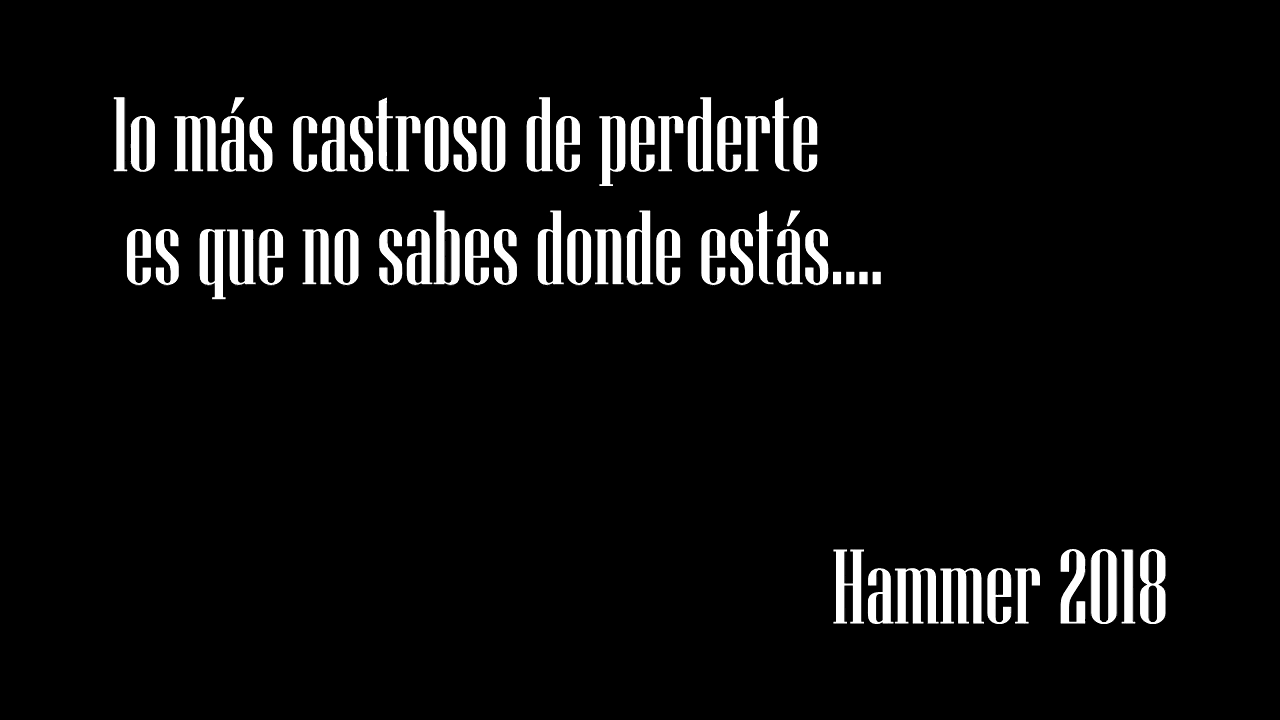 lo más castroso de perderte
es que no sabes donde estás....
Hammer 2018